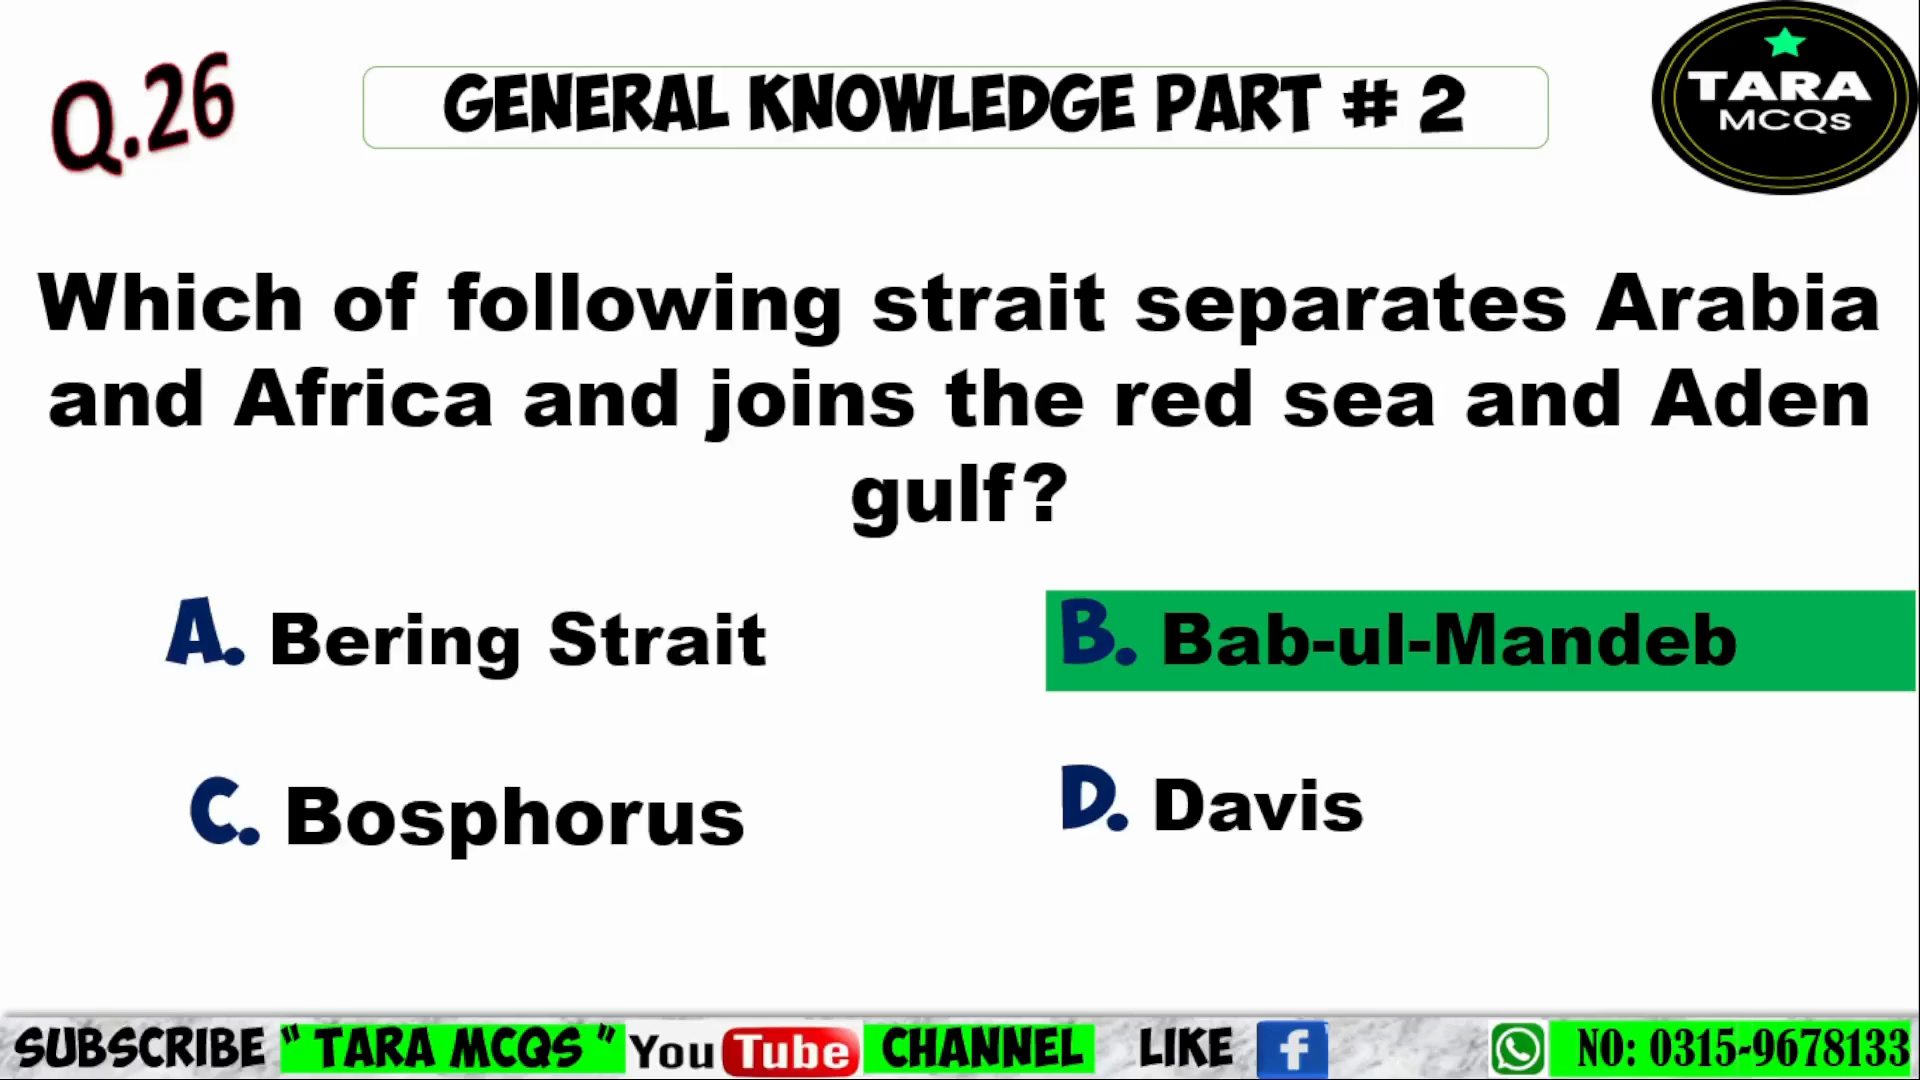 Q.26
GENERAL KNOWLEDGE PART # 2
TARA
MCQs
Which of following strait separates Arabia
and Africa and joins the red sea and Aden
gulf?
A. Bering Strait
B. Bab-ul-Mandeb
C. Bosphorus
D. Davis
SUBSCRIBE " TARA MCQS " YouTube CHANNEL LIKE f NO: 0315-9678133